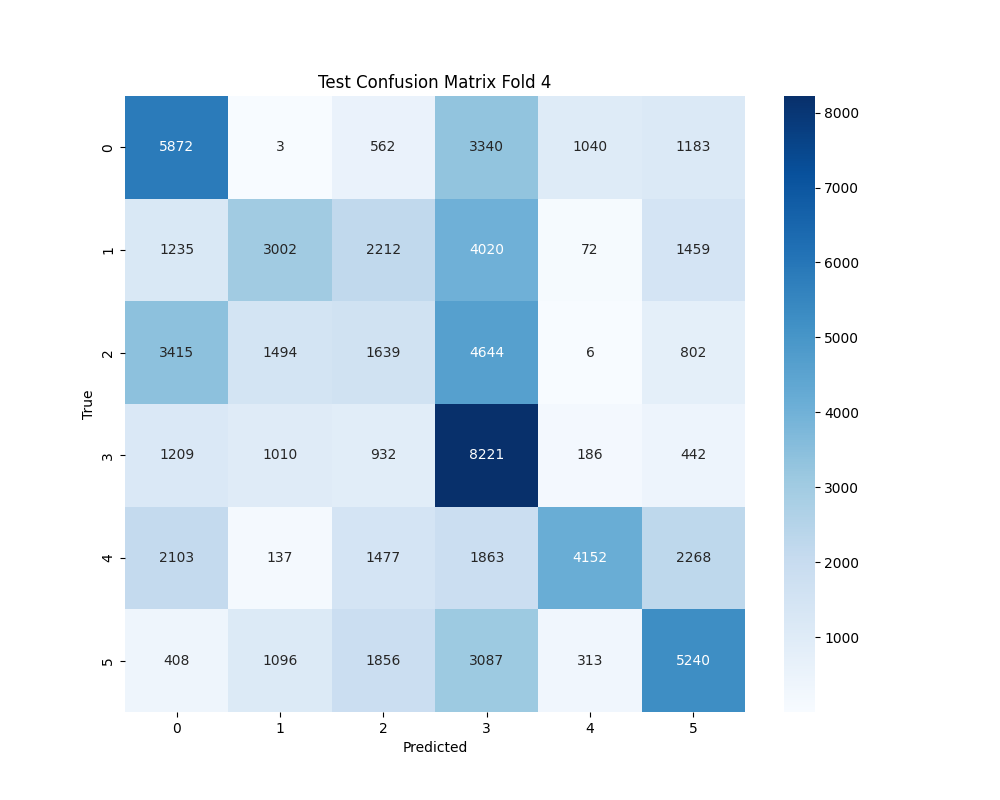 Test Confusion Matrix Fold 4
0 5872 3 562 3340 1040 1183
1 1235 3002 2212 4020 72 1459
2 3415 1494 1639 4644 6 802
3 1209 1010 932 8221 186 442
4 2103 137 1477 1863 4152 2268
5 408 1096 1856 3087 313 5240
0 1 2 3 4 5
Predicted
True
8000
7000
6000
5000
4000
3000
2000
1000